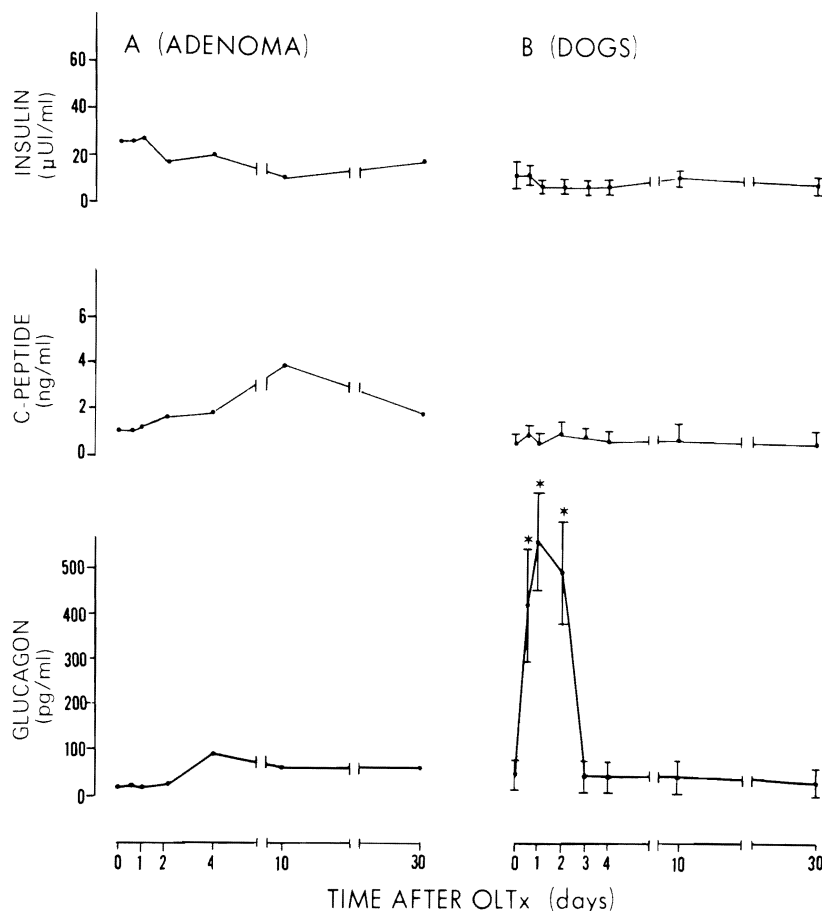 A (ADENOMA)
B (DOGS)
INSULIN
(μUI/ml)
60
40
20
0
C-PEPTIDE
(ng/ml)
6
4
2
0
GLUCAGON
(pg/ml)
500
400
300
200
100
0
0 1 2 4 10 30
0 1 2 3 4 10 30
* * *
TIME AFTER OLTx (days)